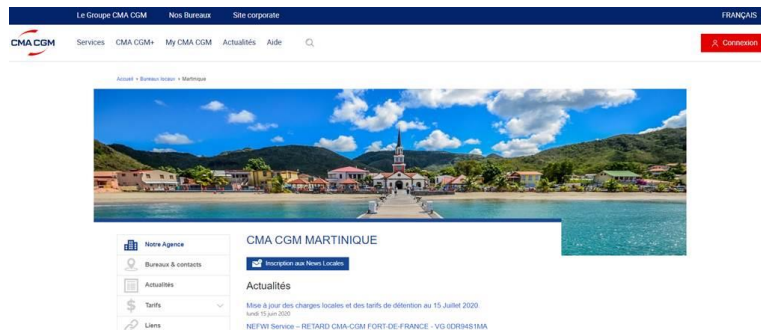 Le Groupe CMA CGM Nos Bureaux Site corporate FRANÇAIS
CMA CGM Services CMA CGM+ My CMA CGM Actualités Aide Connexion
Accueil » Bureaux locaux » Martinique
Notre Agence
Bureaux & contacts
Actualités
Tarifs
Liens
CMA CGM MARTINIQUE
Inscription aux News Locales
Actualités
Mise à jour des charges locales et des tarifs de détention au 15 Juillet 2020.
lundi 15 juin 2020
NEFWI Service – RETARD CMA-CGM FORT-DE-FRANCE - VG 0DR94S1MA